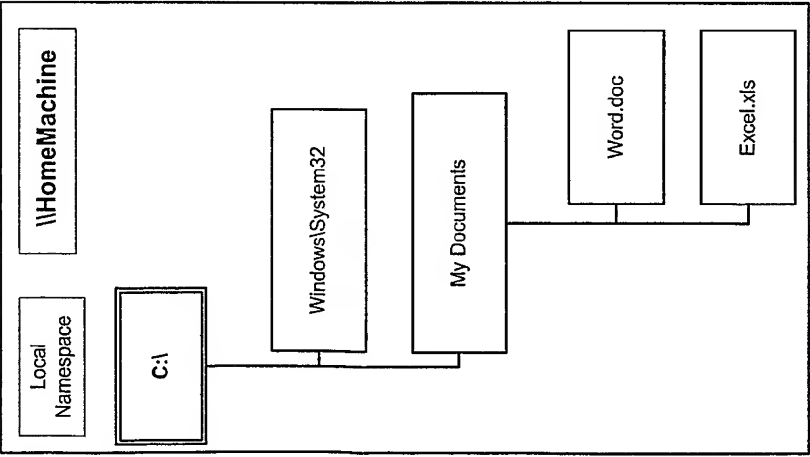 Local
Namespace
\\HomeMachine
C:\
Windows\System32
My Documents
Word.doc
Excel.xls